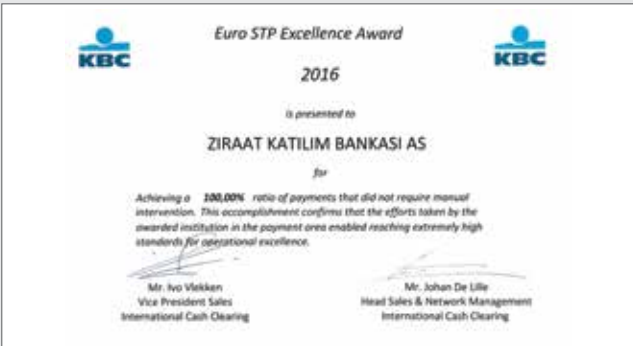 KBC
Euro STP Excellence Award
KBC
2016
is presented to
ZIRAAT KATILIM BANKASI AS
for
Achieving a 100,00% ratio of payments that did not require manual
intervention. This accomplishment confirms that the efforts taken by the
awarded institution in the payment area enabled reaching extremely high
standards for operational excellence.
Mr. Ivo Vlekken
Vice President Sales
International Cash Clearing
Mr. Johan De Lille
Head Sales & Network Management
International Cash Clearing